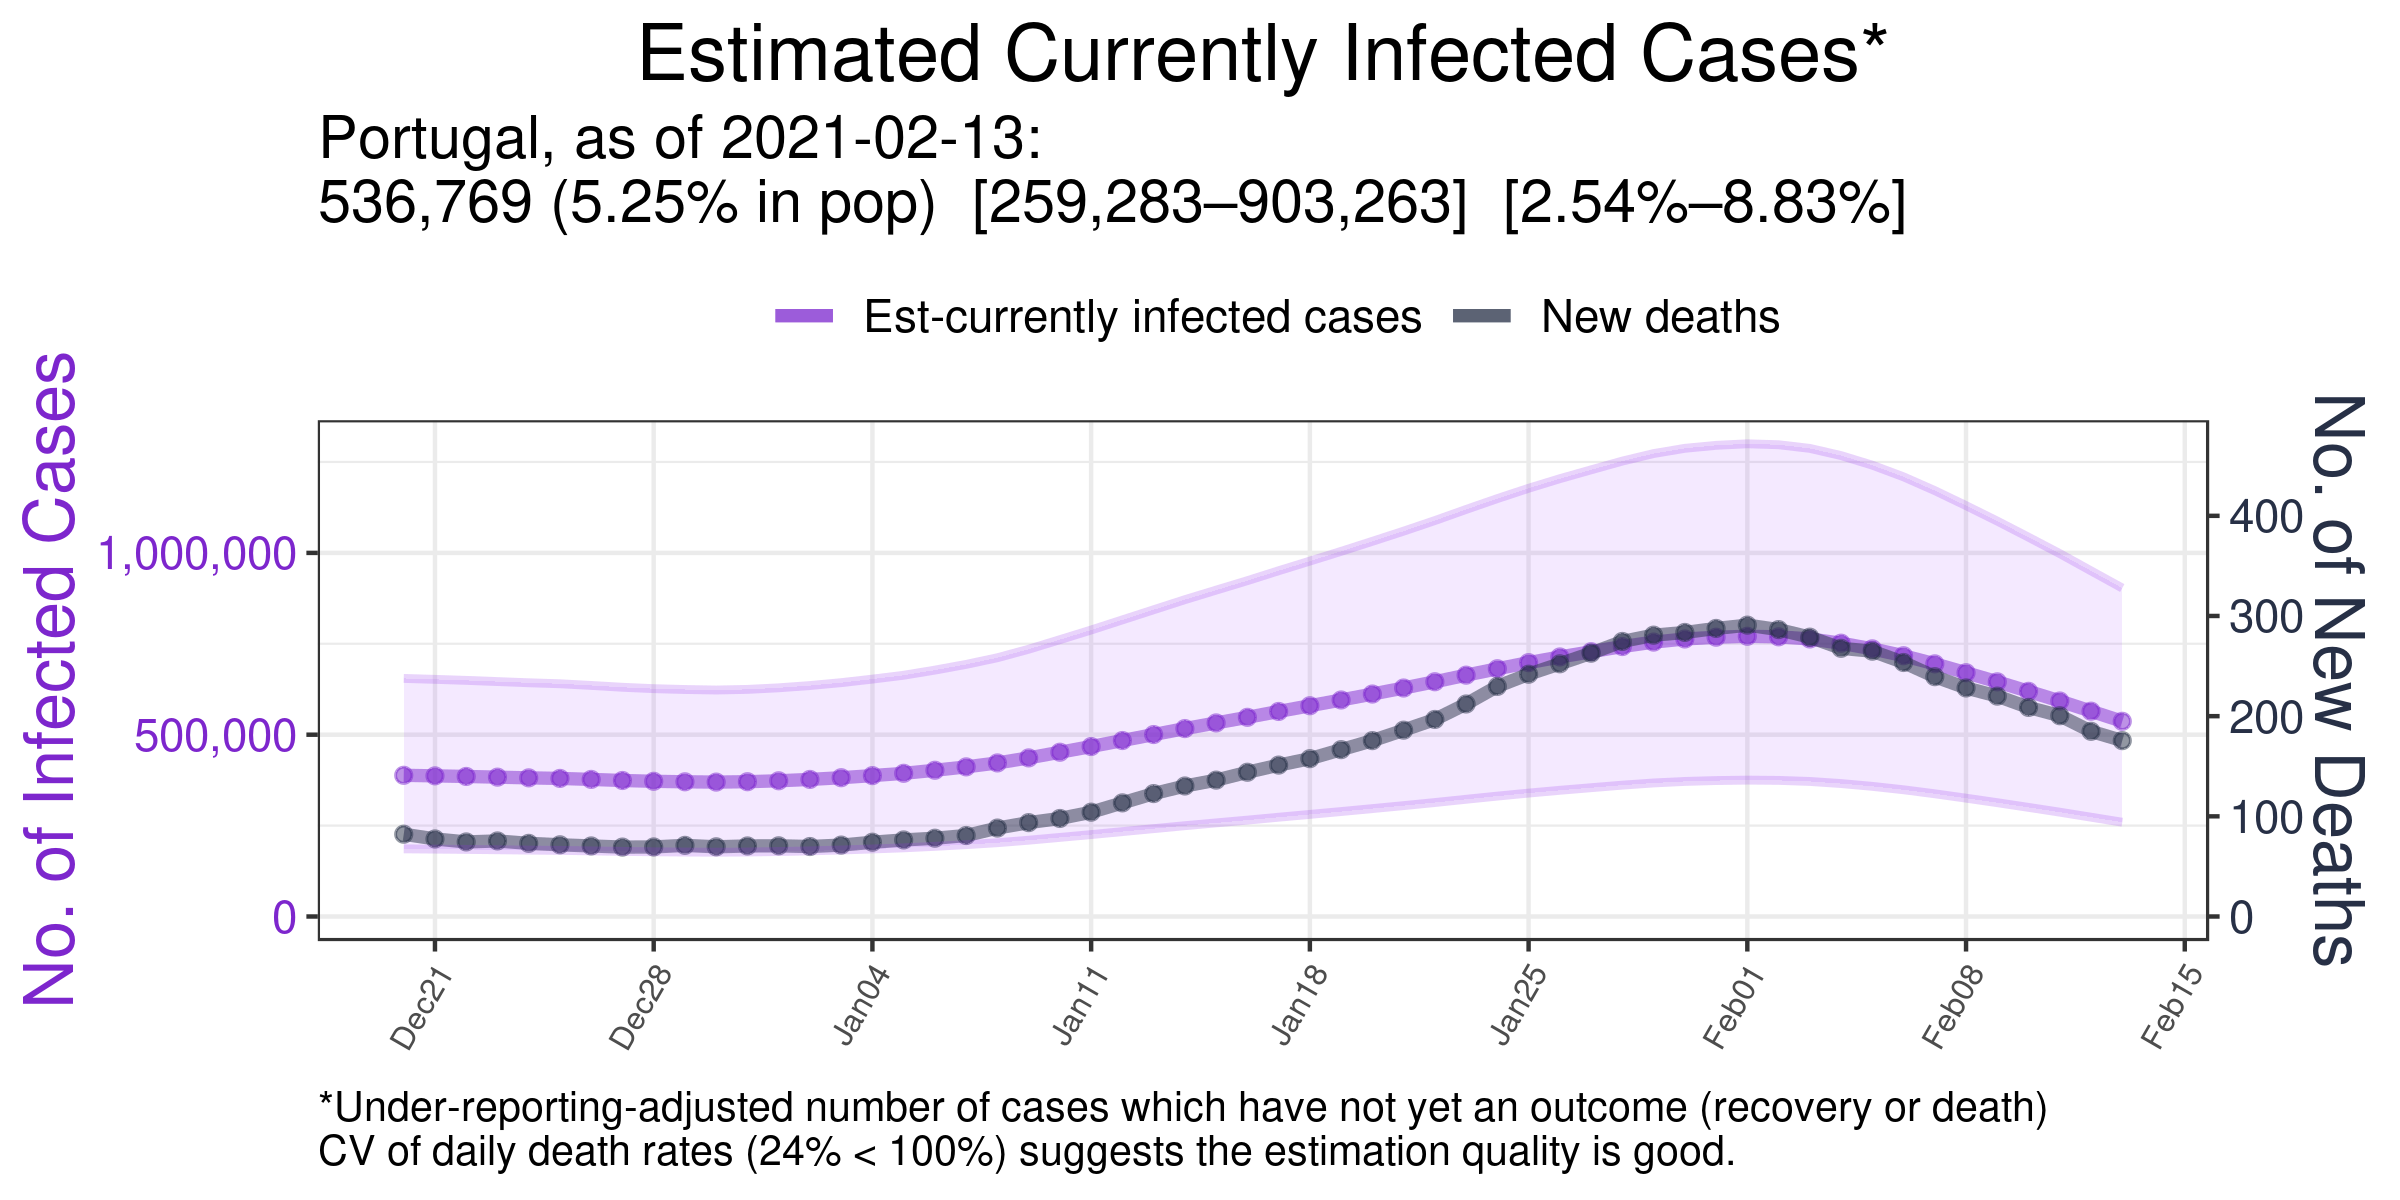 Estimated Currently Infected Cases*
Portugal, as of 2021-02-13:
536,769 (5.25% in pop) [259,283–903,263] [2.54%–8.83%]
Est-currently infected cases
New deaths
No. of Infected Cases
1,000,000
500,000
0
No. of New Deaths
400
300
200
100
0
Dec21
Dec28
Jan04
Jan11
Jan18
Jan25
Feb01
Feb08
Feb15
*Under-reporting-adjusted number of cases which have not yet an outcome (recovery or death)
CV of daily death rates (24% < 100%) suggests the estimation quality is good.